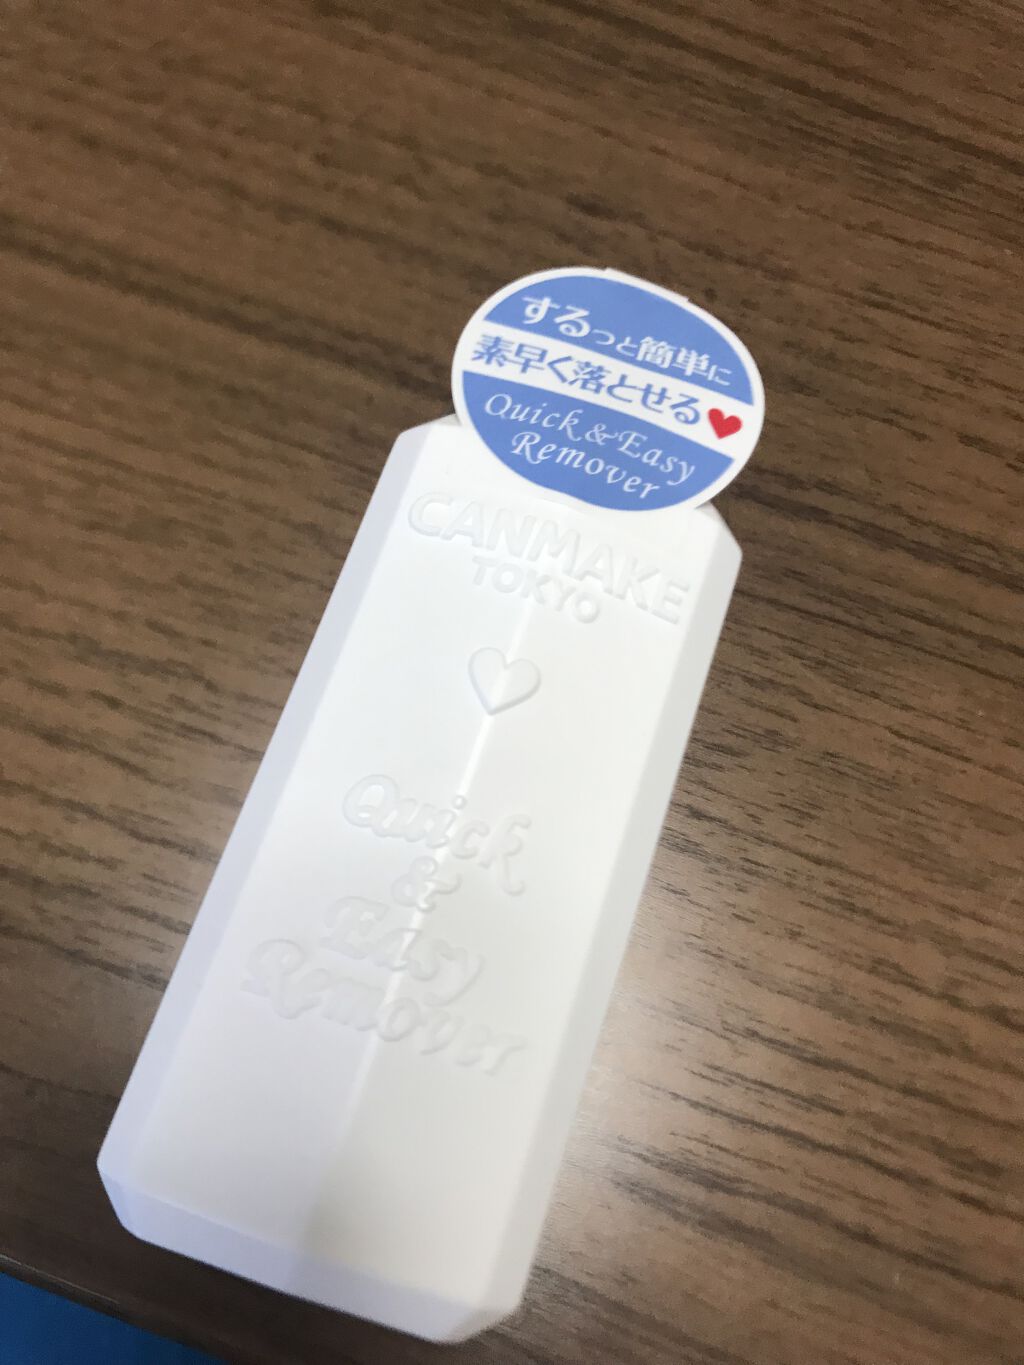 するっと簡単に
素早く落とせる♥
Quick & Easy
Remover
CANMAKE
TOKYO
Quick
&
Easy
Remover